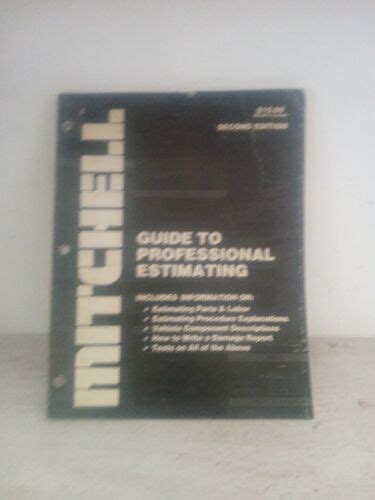 MITCHELL
SECOND EDITION
GUIDE TO
PROFESSIONAL
ESTIMATING
INCLUDES INFORMATION ON:
Estimating Parts & Labor
Estimating Procedure Explanations
Vehicle Component Descriptions
How to Write a Damage Report
on All of the Above